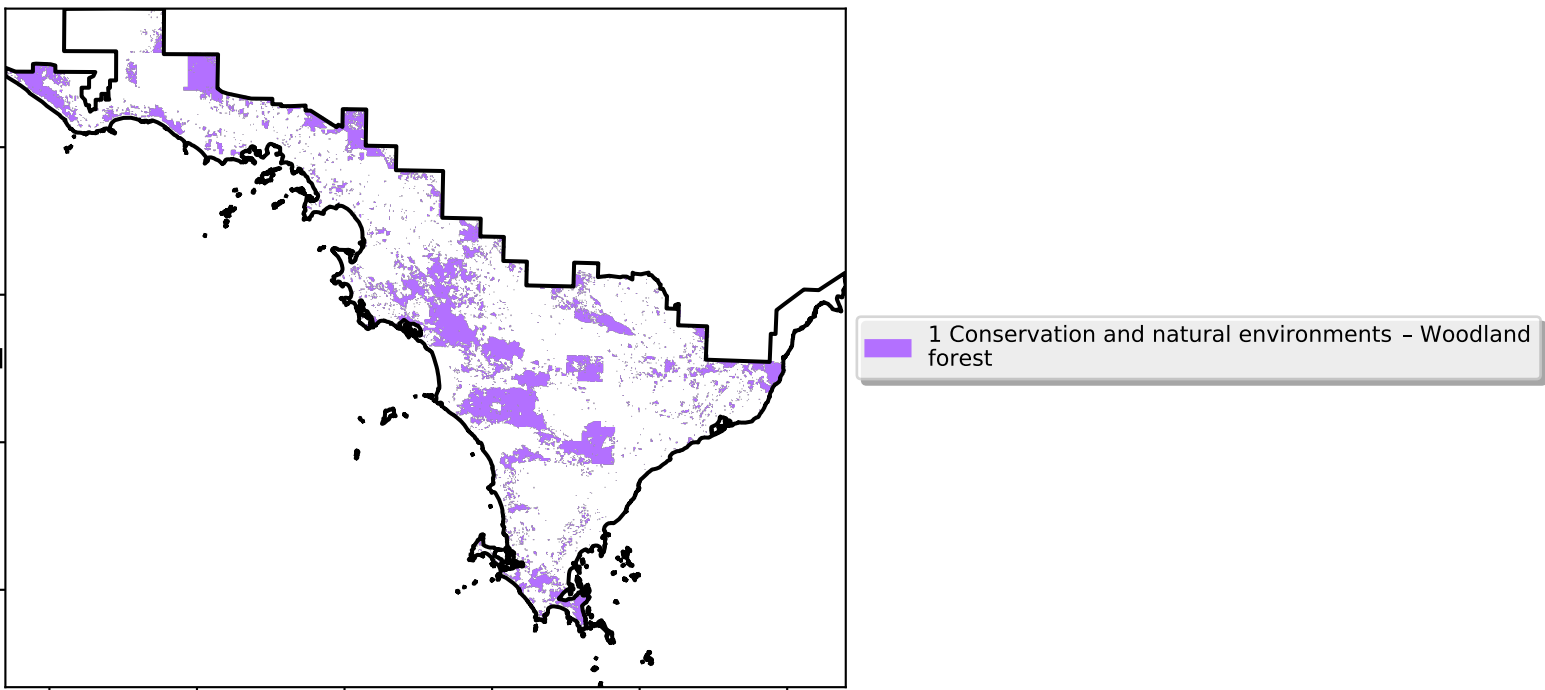 1 Conservation and natural environments – Woodland
forest